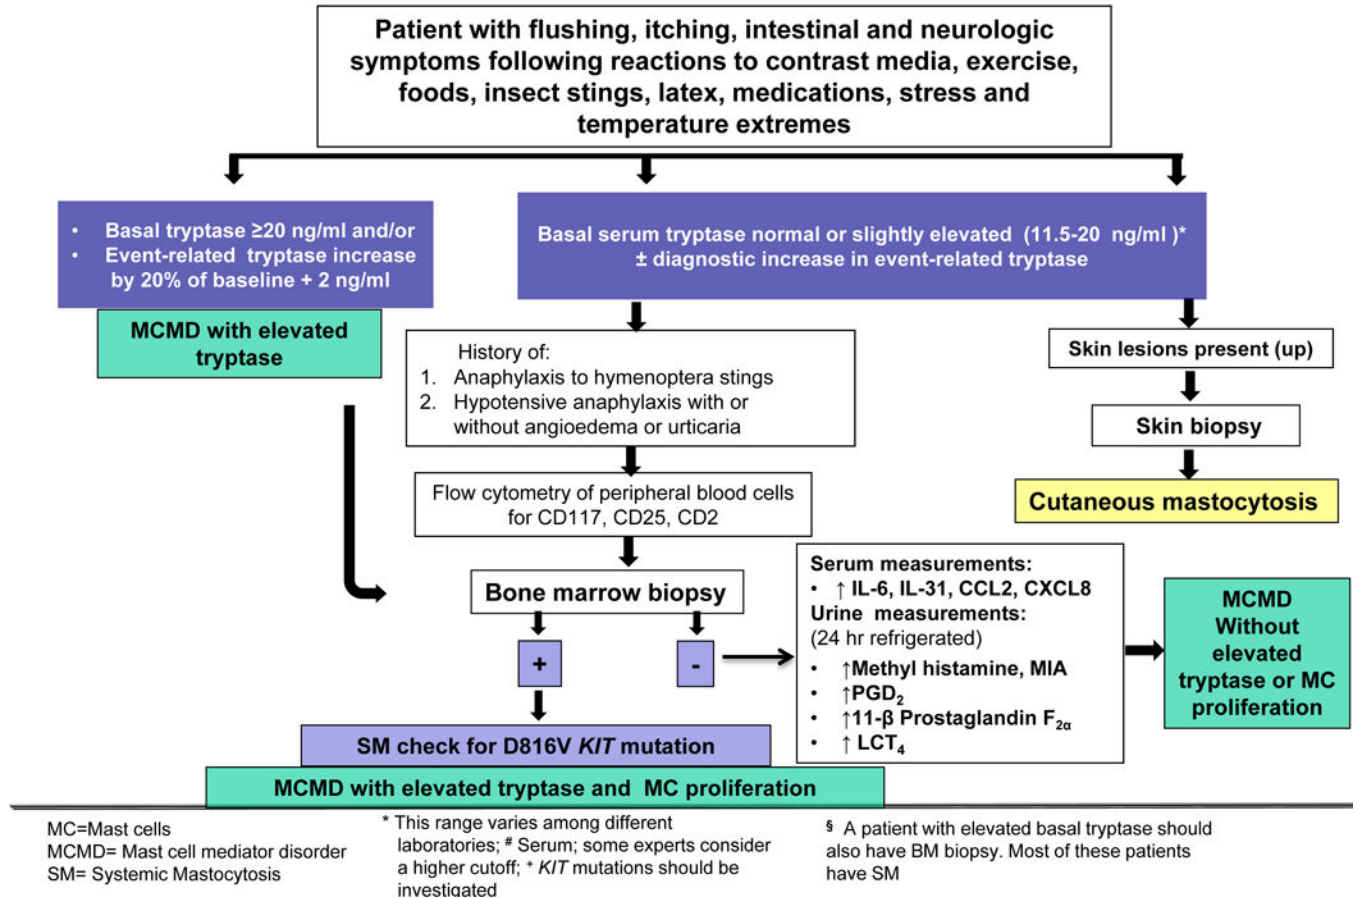 Patient with flushing, itching, intestinal and neurologic
symptoms following reactions to contrast media, exercise,
foods, insect stings, latex, medications, stress and
temperature extremes
• Basal tryptase ≥20 ng/ml and/or
• Event-related tryptase increase
by 20% of baseline + 2 ng/ml
MCMD with elevated
tryptase
Basal serum tryptase normal or slightly elevated (11.5-20 ng/ml )*
± diagnostic increase in event-related tryptase
History of:
1. Anaphylaxis to hymenoptera stings
2. Hypotensive anaphylaxis with or
without angioedema or urticaria
Flow cytometry of peripheral blood cells
for CD117, CD25, CD2
Bone marrow biopsy
+
-
SM check for D816V KIT mutation
MCMD with elevated tryptase and MC proliferation
Skin lesions present (up)
Skin biopsy
Cutaneous mastocytosis
Serum measurements:
• ↑ IL-6, IL-31, CCL2, CXCL8
Urine measurements:
(24 hr refrigerated)
• ↑Methyl histamine, MIA
• ↑PGD₂
• ↑11-β Prostaglandin F₂α
• ↑ LCT₄
MCMD
Without
elevated
tryptase or MC
proliferation
MC=Mast cells
MCMD= Mast cell mediator disorder
SM= Systemic Mastocytosis
* This range varies among different
laboratories; # Serum; some experts consider
a higher cutoff; + KIT mutations should be
investigated
§ A patient with elevated basal tryptase should
also have BM biopsy. Most of these patients
have SM